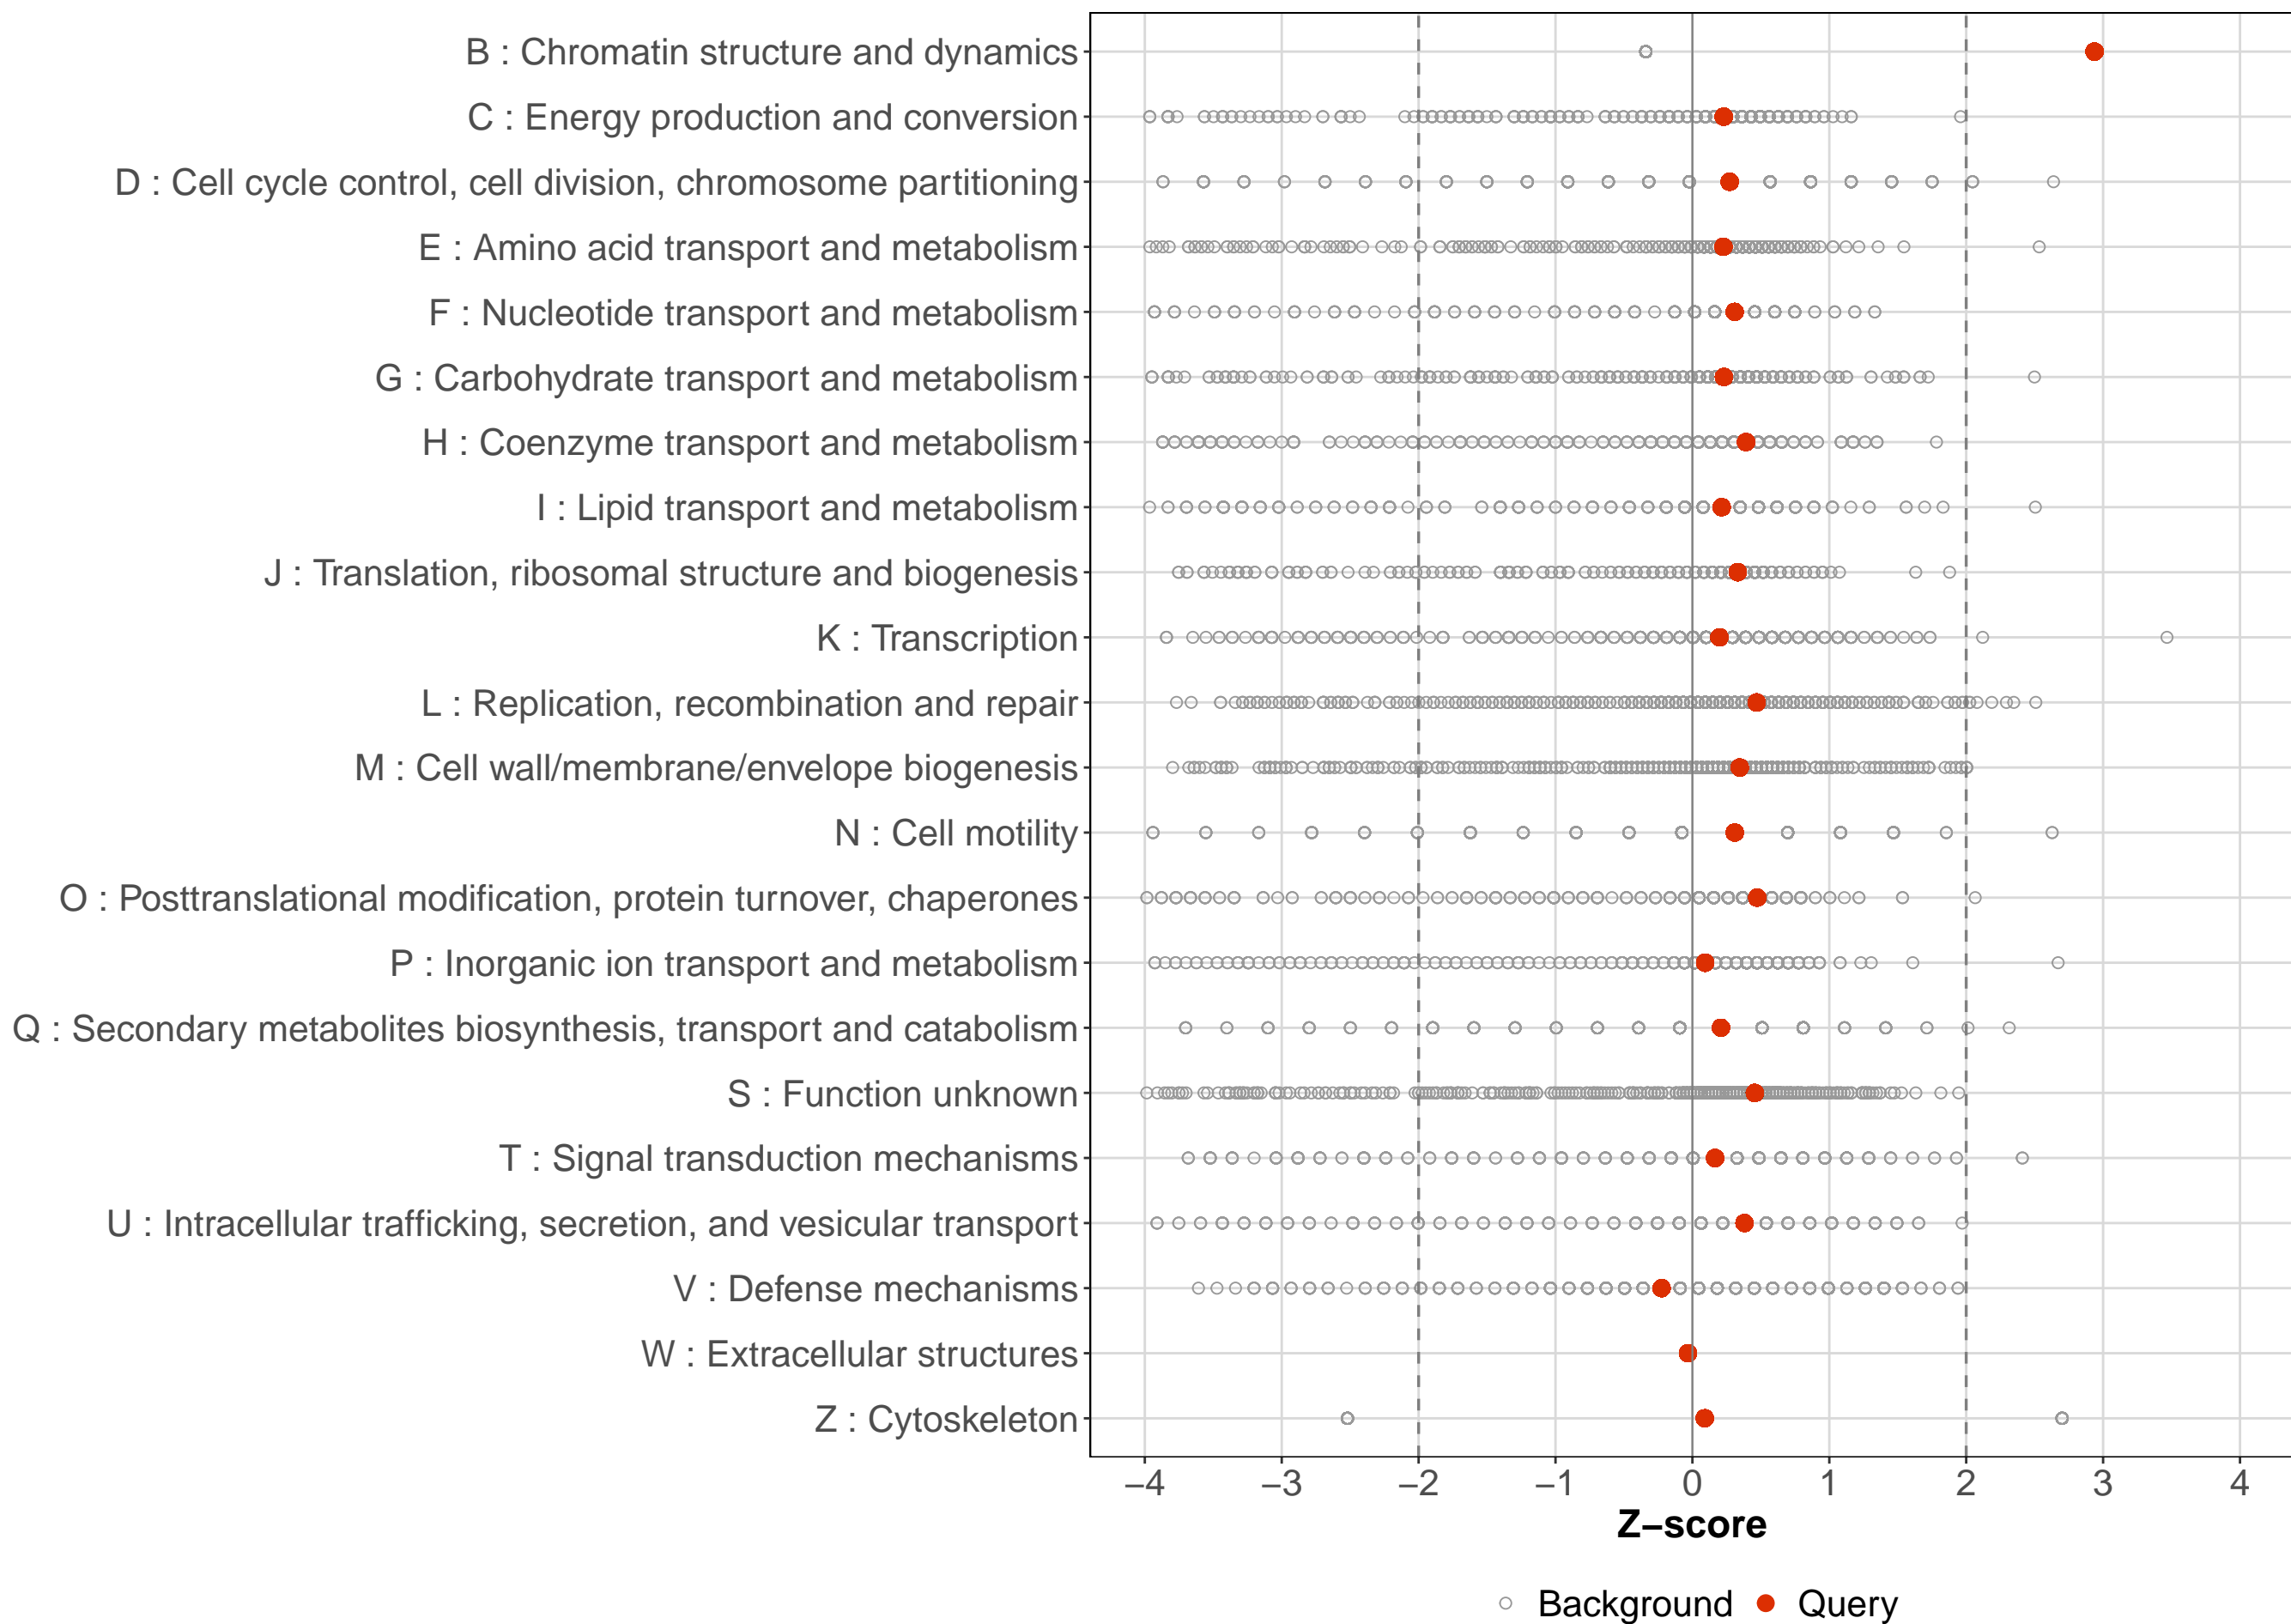 B : Chromatin structure and dynamics
C : Energy production and conversion
D : Cell cycle control, cell division, chromosome partitioning
E : Amino acid transport and metabolism
F : Nucleotide transport and metabolism
G : Carbohydrate transport and metabolism
H : Coenzyme transport and metabolism
I : Lipid transport and metabolism
J : Translation, ribosomal structure and biogenesis
K : Transcription
L : Replication, recombination and repair
M : Cell wall/membrane/envelope biogenesis
N : Cell motility
O : Posttranslational modification, protein turnover, chaperones
P : Inorganic ion transport and metabolism
Q : Secondary metabolites biosynthesis, transport and catabolism
S : Function unknown
T : Signal transduction mechanisms
U : Intracellular trafficking, secretion, and vesicular transport
V : Defense mechanisms
W : Extracellular structures
Z : Cytoskeleton
−4 −3 −2 −1 0 1 2 3 4
Z−score
Background Query